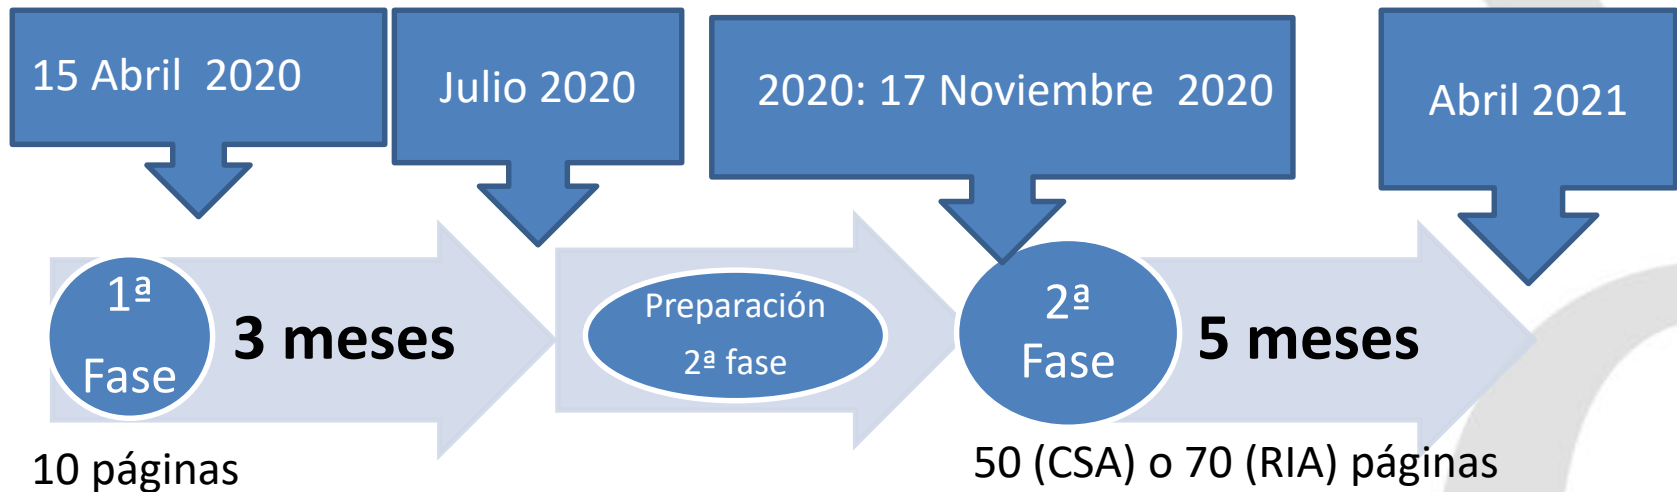 15 Abril  2020
Julio 2020
2020: 17 Noviembre  2020
Abril 2021
1ª
Fase
3 meses
Preparación
2ª fase
2ª
Fase
5 meses
10 páginas
50 (CSA) o 70 (RIA) páginas